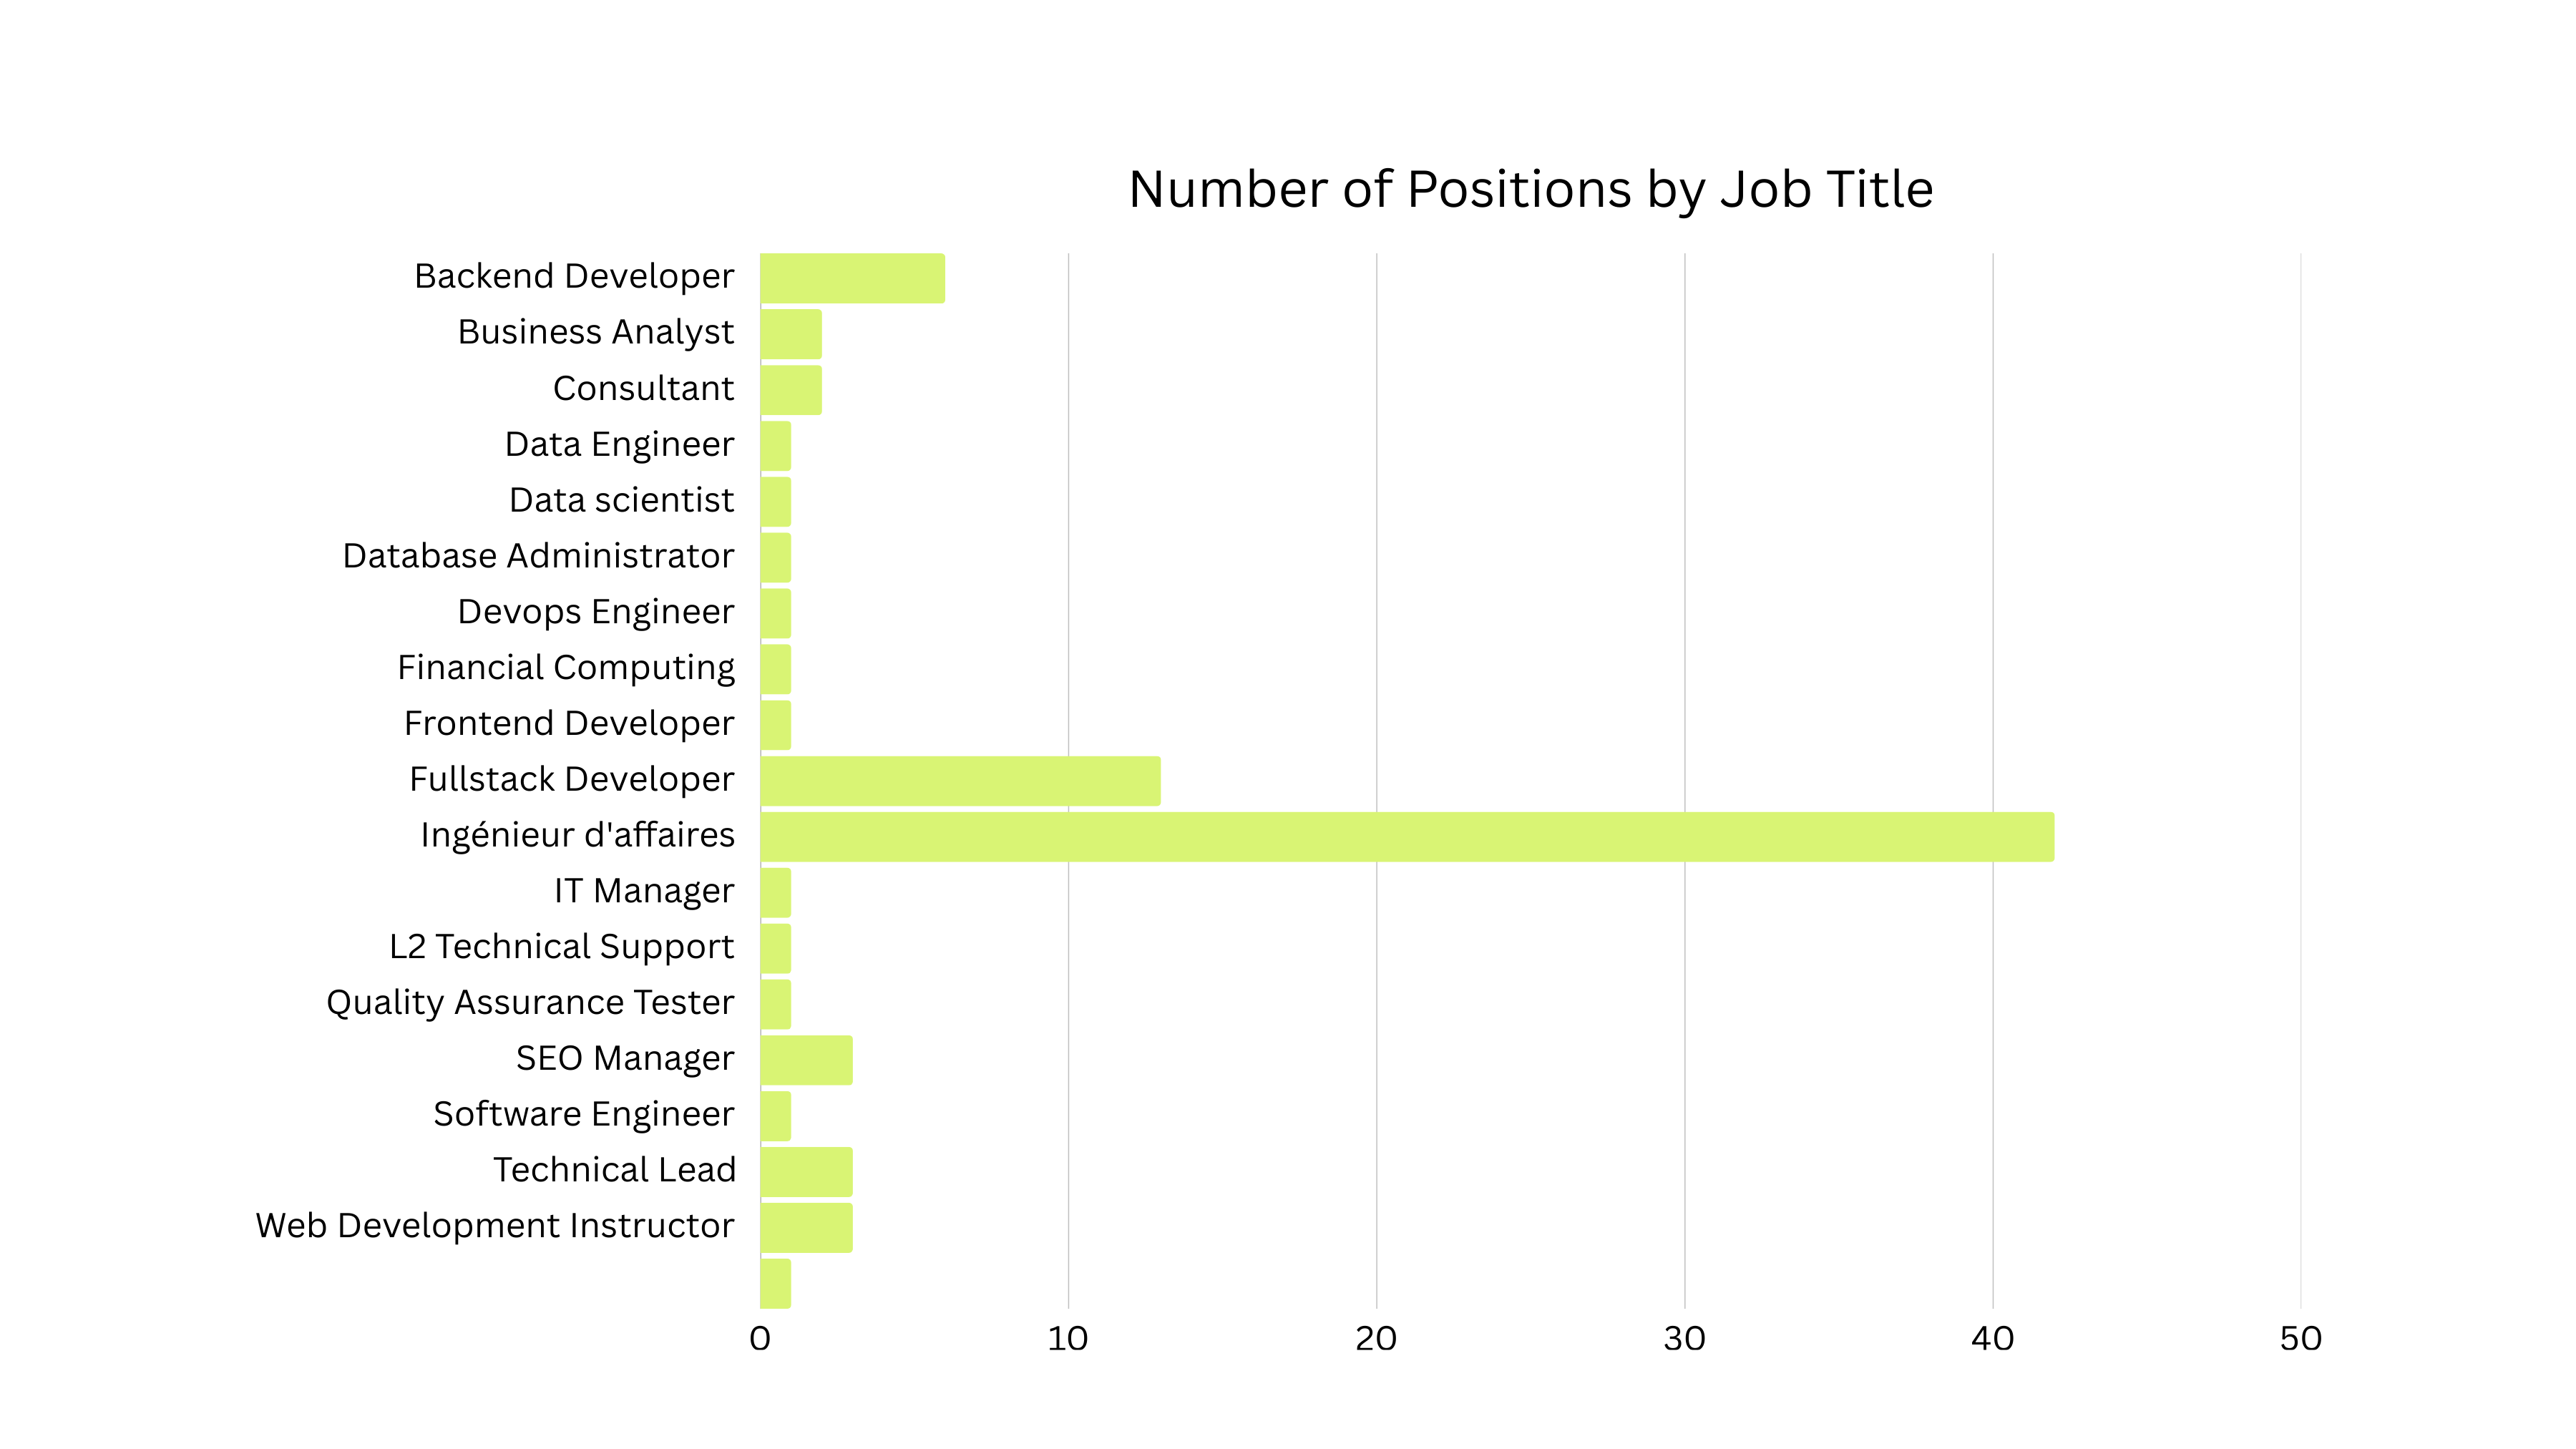 Number of Positions by Job Title
Backend Developer
Business Analyst
Consultant
Data Engineer
Data scientist
Database Administrator
Devops Engineer
Financial Computing
Frontend Developer
Fullstack Developer
Ingénieur d'affaires
IT Manager
L2 Technical Support
Quality Assurance Tester
SEO Manager
Software Engineer
Technical Lead
Web Development Instructor
0 10 20 30 40 50